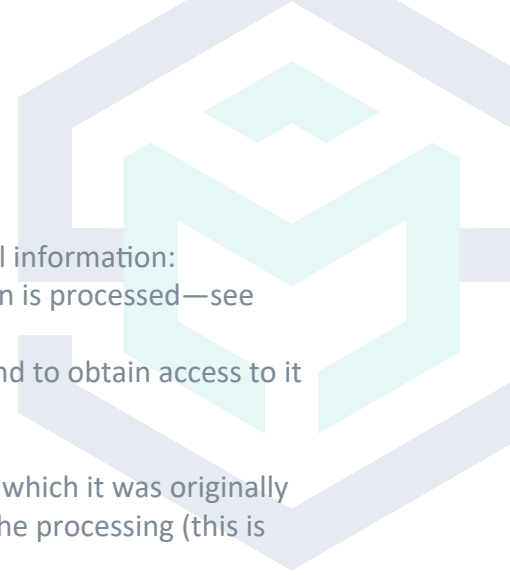 l information:
n is processed—see
nd to obtain access to it
which it was originally
he processing (this is